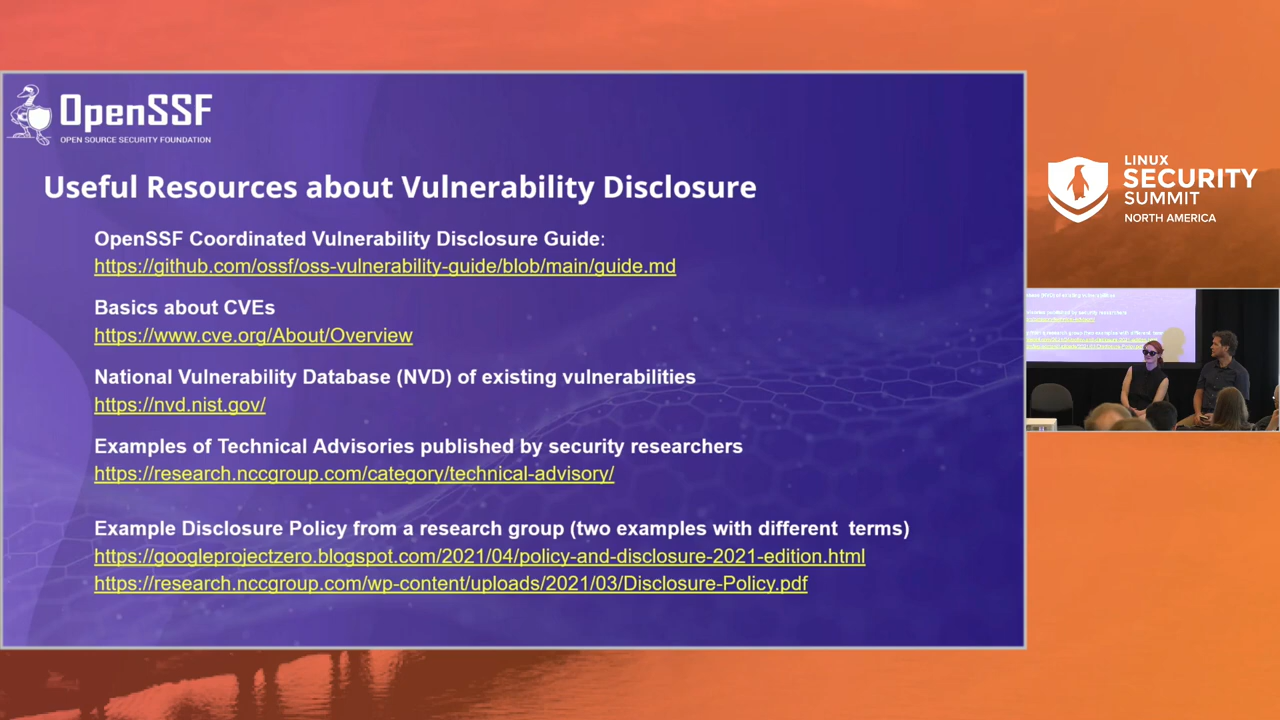 OpenSSF
OPEN SOURCE SECURITY FOUNDATION
Useful Resources about Vulnerability Disclosure
OpenSSF Coordinated Vulnerability Disclosure Guide:
https://github.com/ossf/oss-vulnerability-guide/blob/main/guide.md
Basics about CVEs
https://www.cve.org/About/Overview
National Vulnerability Database (NVD) of existing vulnerabilities
https://nvd.nist.gov/
Examples of Technical Advisories published by security researchers
https://research.nccgroup.com/category/technical-advisory/
Example Disclosure Policy from a research group (two examples with different  terms)
https://googleprojectzero.blogspot.com/2021/04/policy-and-disclosure-2021-edition.html
https://research.nccgroup.com/wp-content/uploads/2021/03/Disclosure-Policy.pdf
LINUX
SECURITY
SUMMIT
NORTH AMERICA